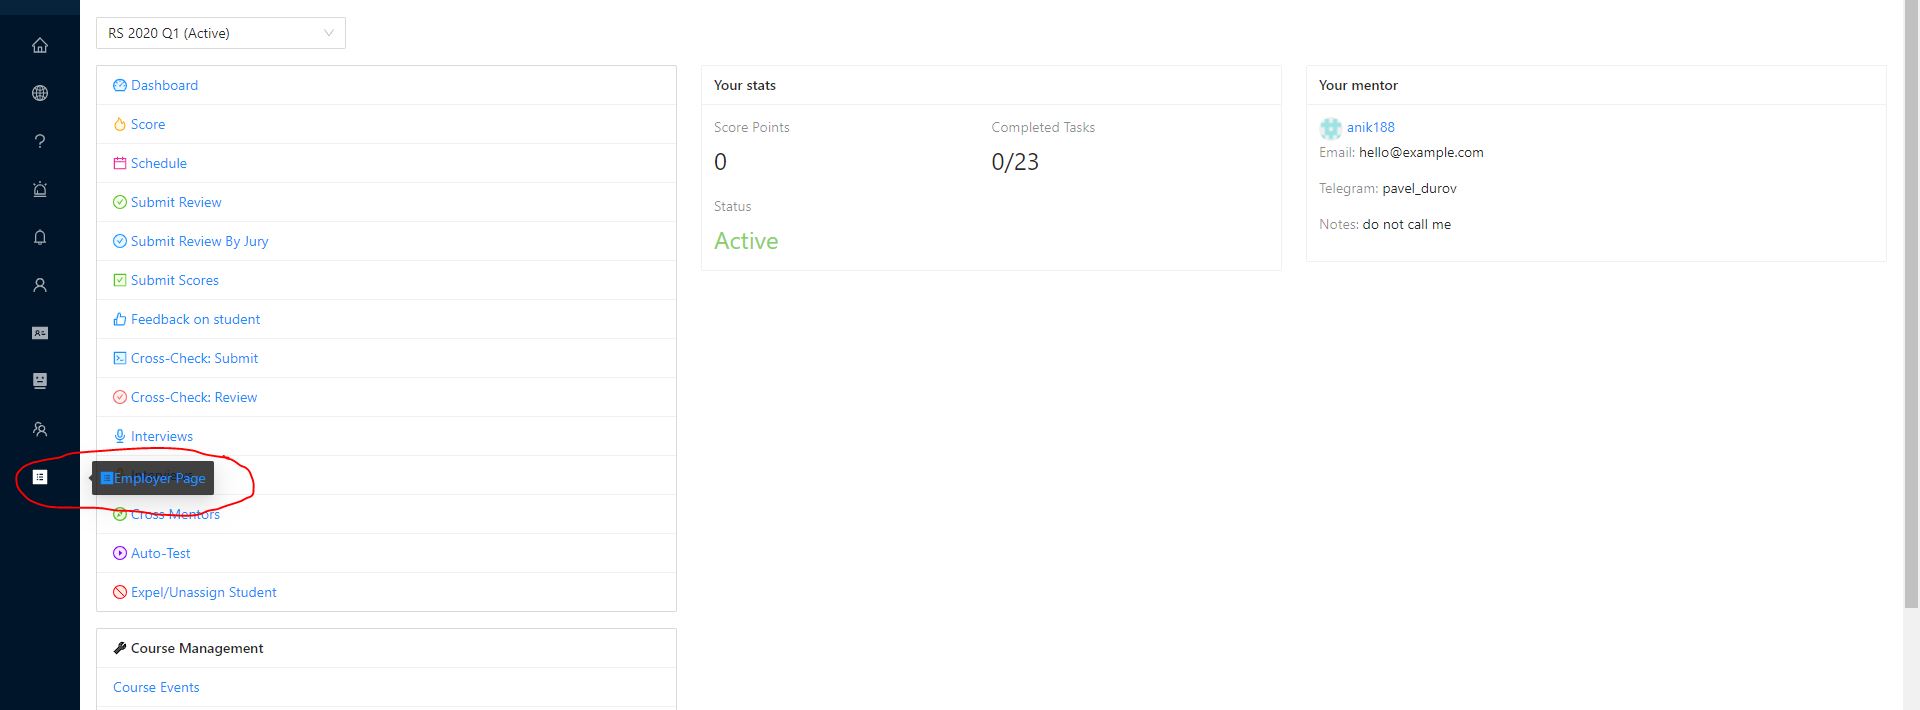 RS 2020 Q1 (Active)
Dashboard
Score
Schedule
Submit Review
Submit Review By Jury
Submit Scores
Feedback on student
Cross-Check: Submit
Cross-Check: Review
Interviews
Interviews
Employer Page
Cross Mentors
Auto-Test
Expel/Unassign Student
Course Management
Course Events
Your stats
Score Points
0
Completed Tasks
0/23
Status
Active
Your mentor
anik188
Email: hello@example.com
Telegram: pavel_durov
Notes: do not call me